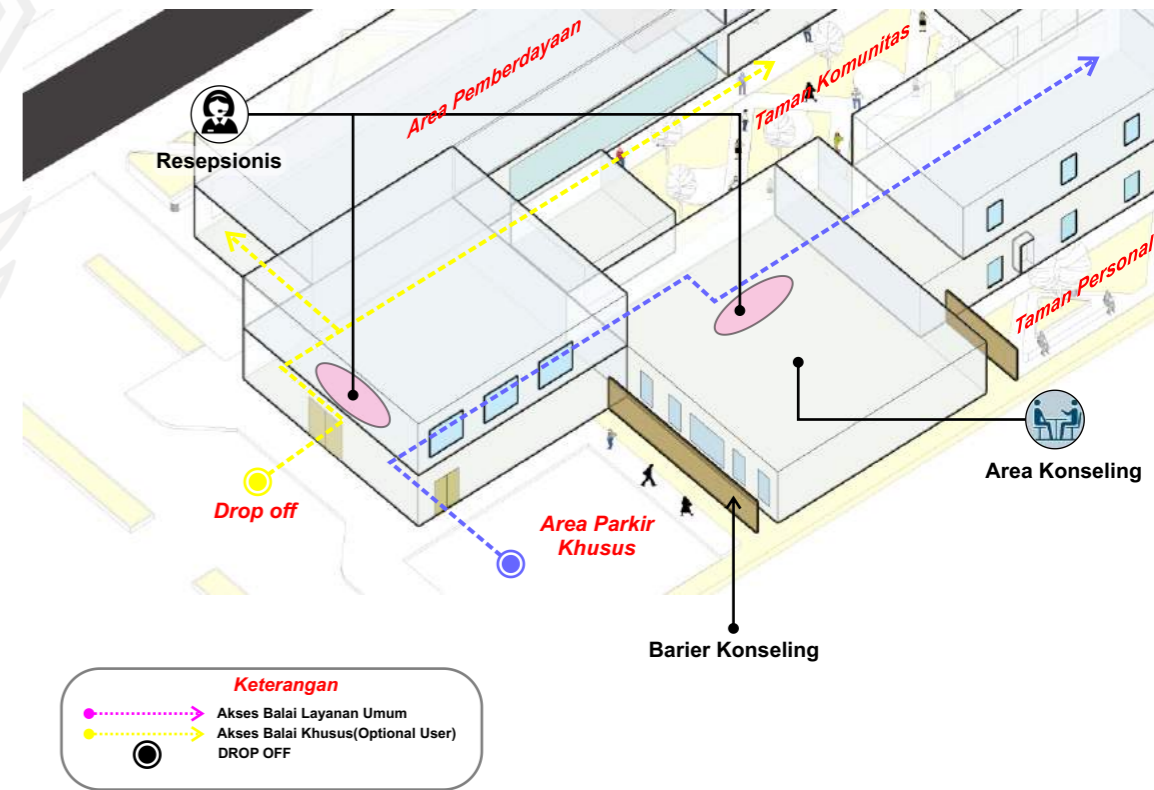 Area Pemberdayaan
Taman Komunitas
Resepsionis
Taman Personal
Area Konseling
Drop off
Area Parkir
Khusus
Barier Konseling
Keterangan
Akses Balai Layanan Umum
Akses Balai Khusus(Optional User)
DROP OFF